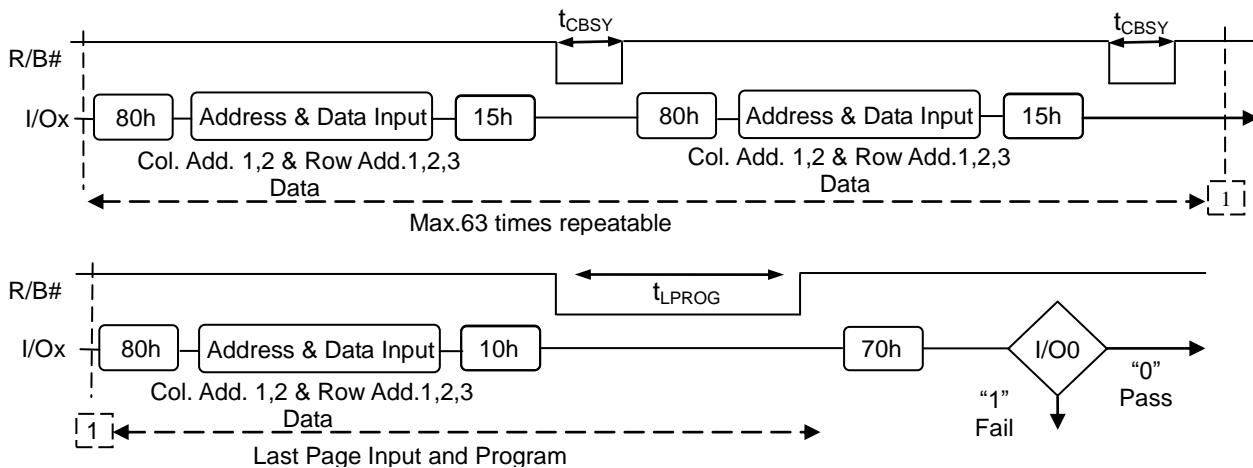 tCBSY tCBSY
R/B#
I/Ox 80h Address & Data Input 15h 80h Address & Data Input 15h
Col. Add. 1,2 & Row Add.1,2,3 Col. Add. 1,2 & Row Add.1,2,3
Data Data
1
Max.63 times repeatable
R/B#
tLPROG
I/Ox 80h Address & Data Input 10h 70h I/O0
“0”
Pass
Col. Add. 1,2 & Row Add.1,2,3
“1”
Fail
Data
1
Last Page Input and Program